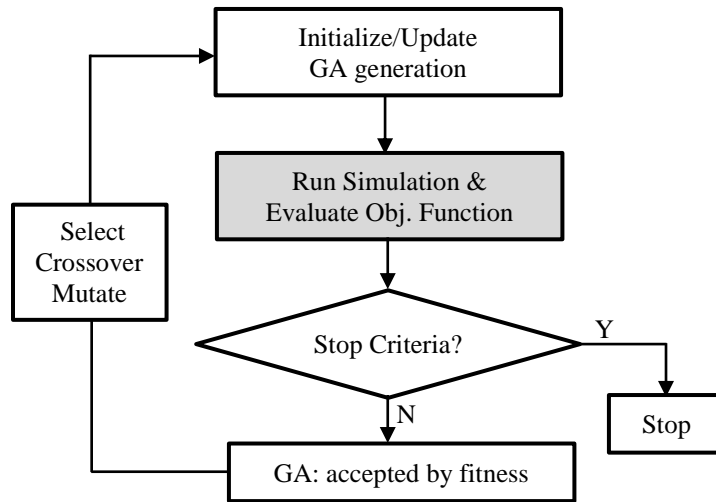 Initialize/Update
GA generation
Run Simulation &
Evaluate Obj. Function
Select
Crossover
Mutate
Stop Criteria?
Y
N
Stop
GA: accepted by fitness